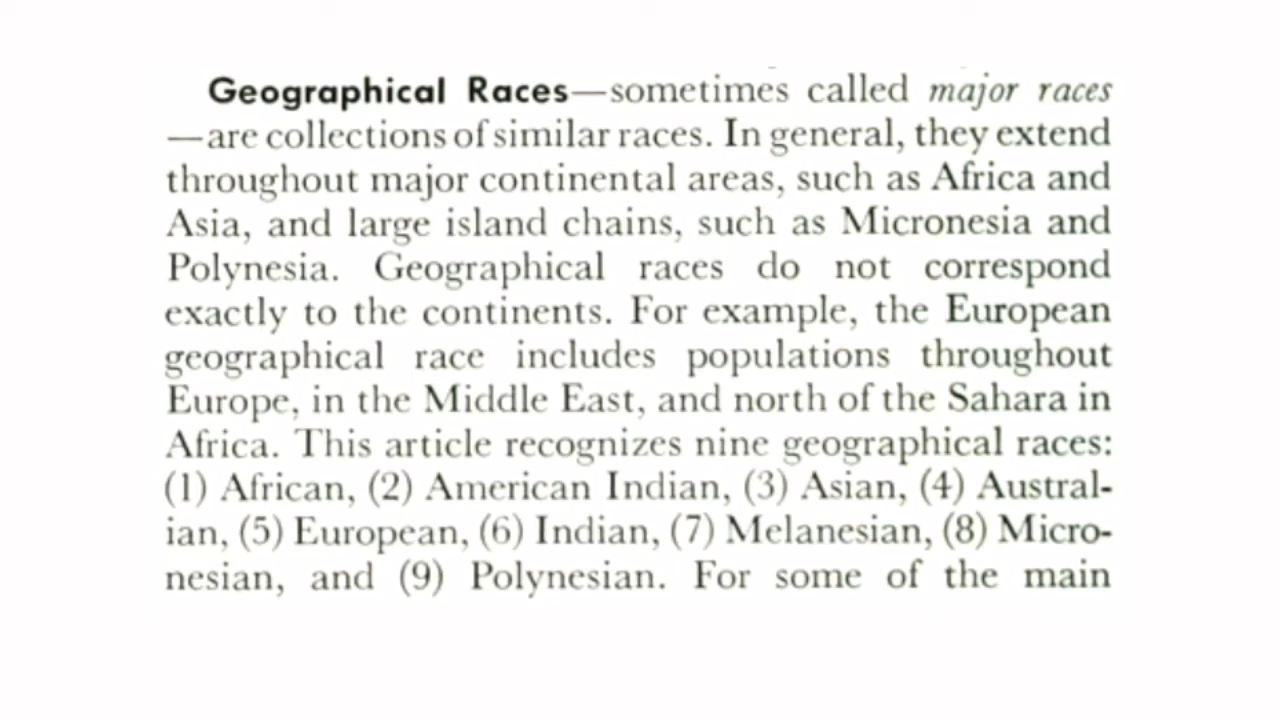 Geographical Races—sometimes called major races
—are collections of similar races. In general, they extend
throughout major continental areas, such as Africa and
Asia, and large island chains, such as Micronesia and
Polynesia. Geographical races do not correspond
exactly to the continents. For example, the European
geographical race includes populations throughout
Europe, in the Middle East, and north of the Sahara in
Africa. This article recognizes nine geographical races:
(1) African, (2) American Indian, (3) Asian, (4) Austral-
ian, (5) European, (6) Indian, (7) Melanesian, (8) Micro-
nesian, and (9) Polynesian. For some of the main